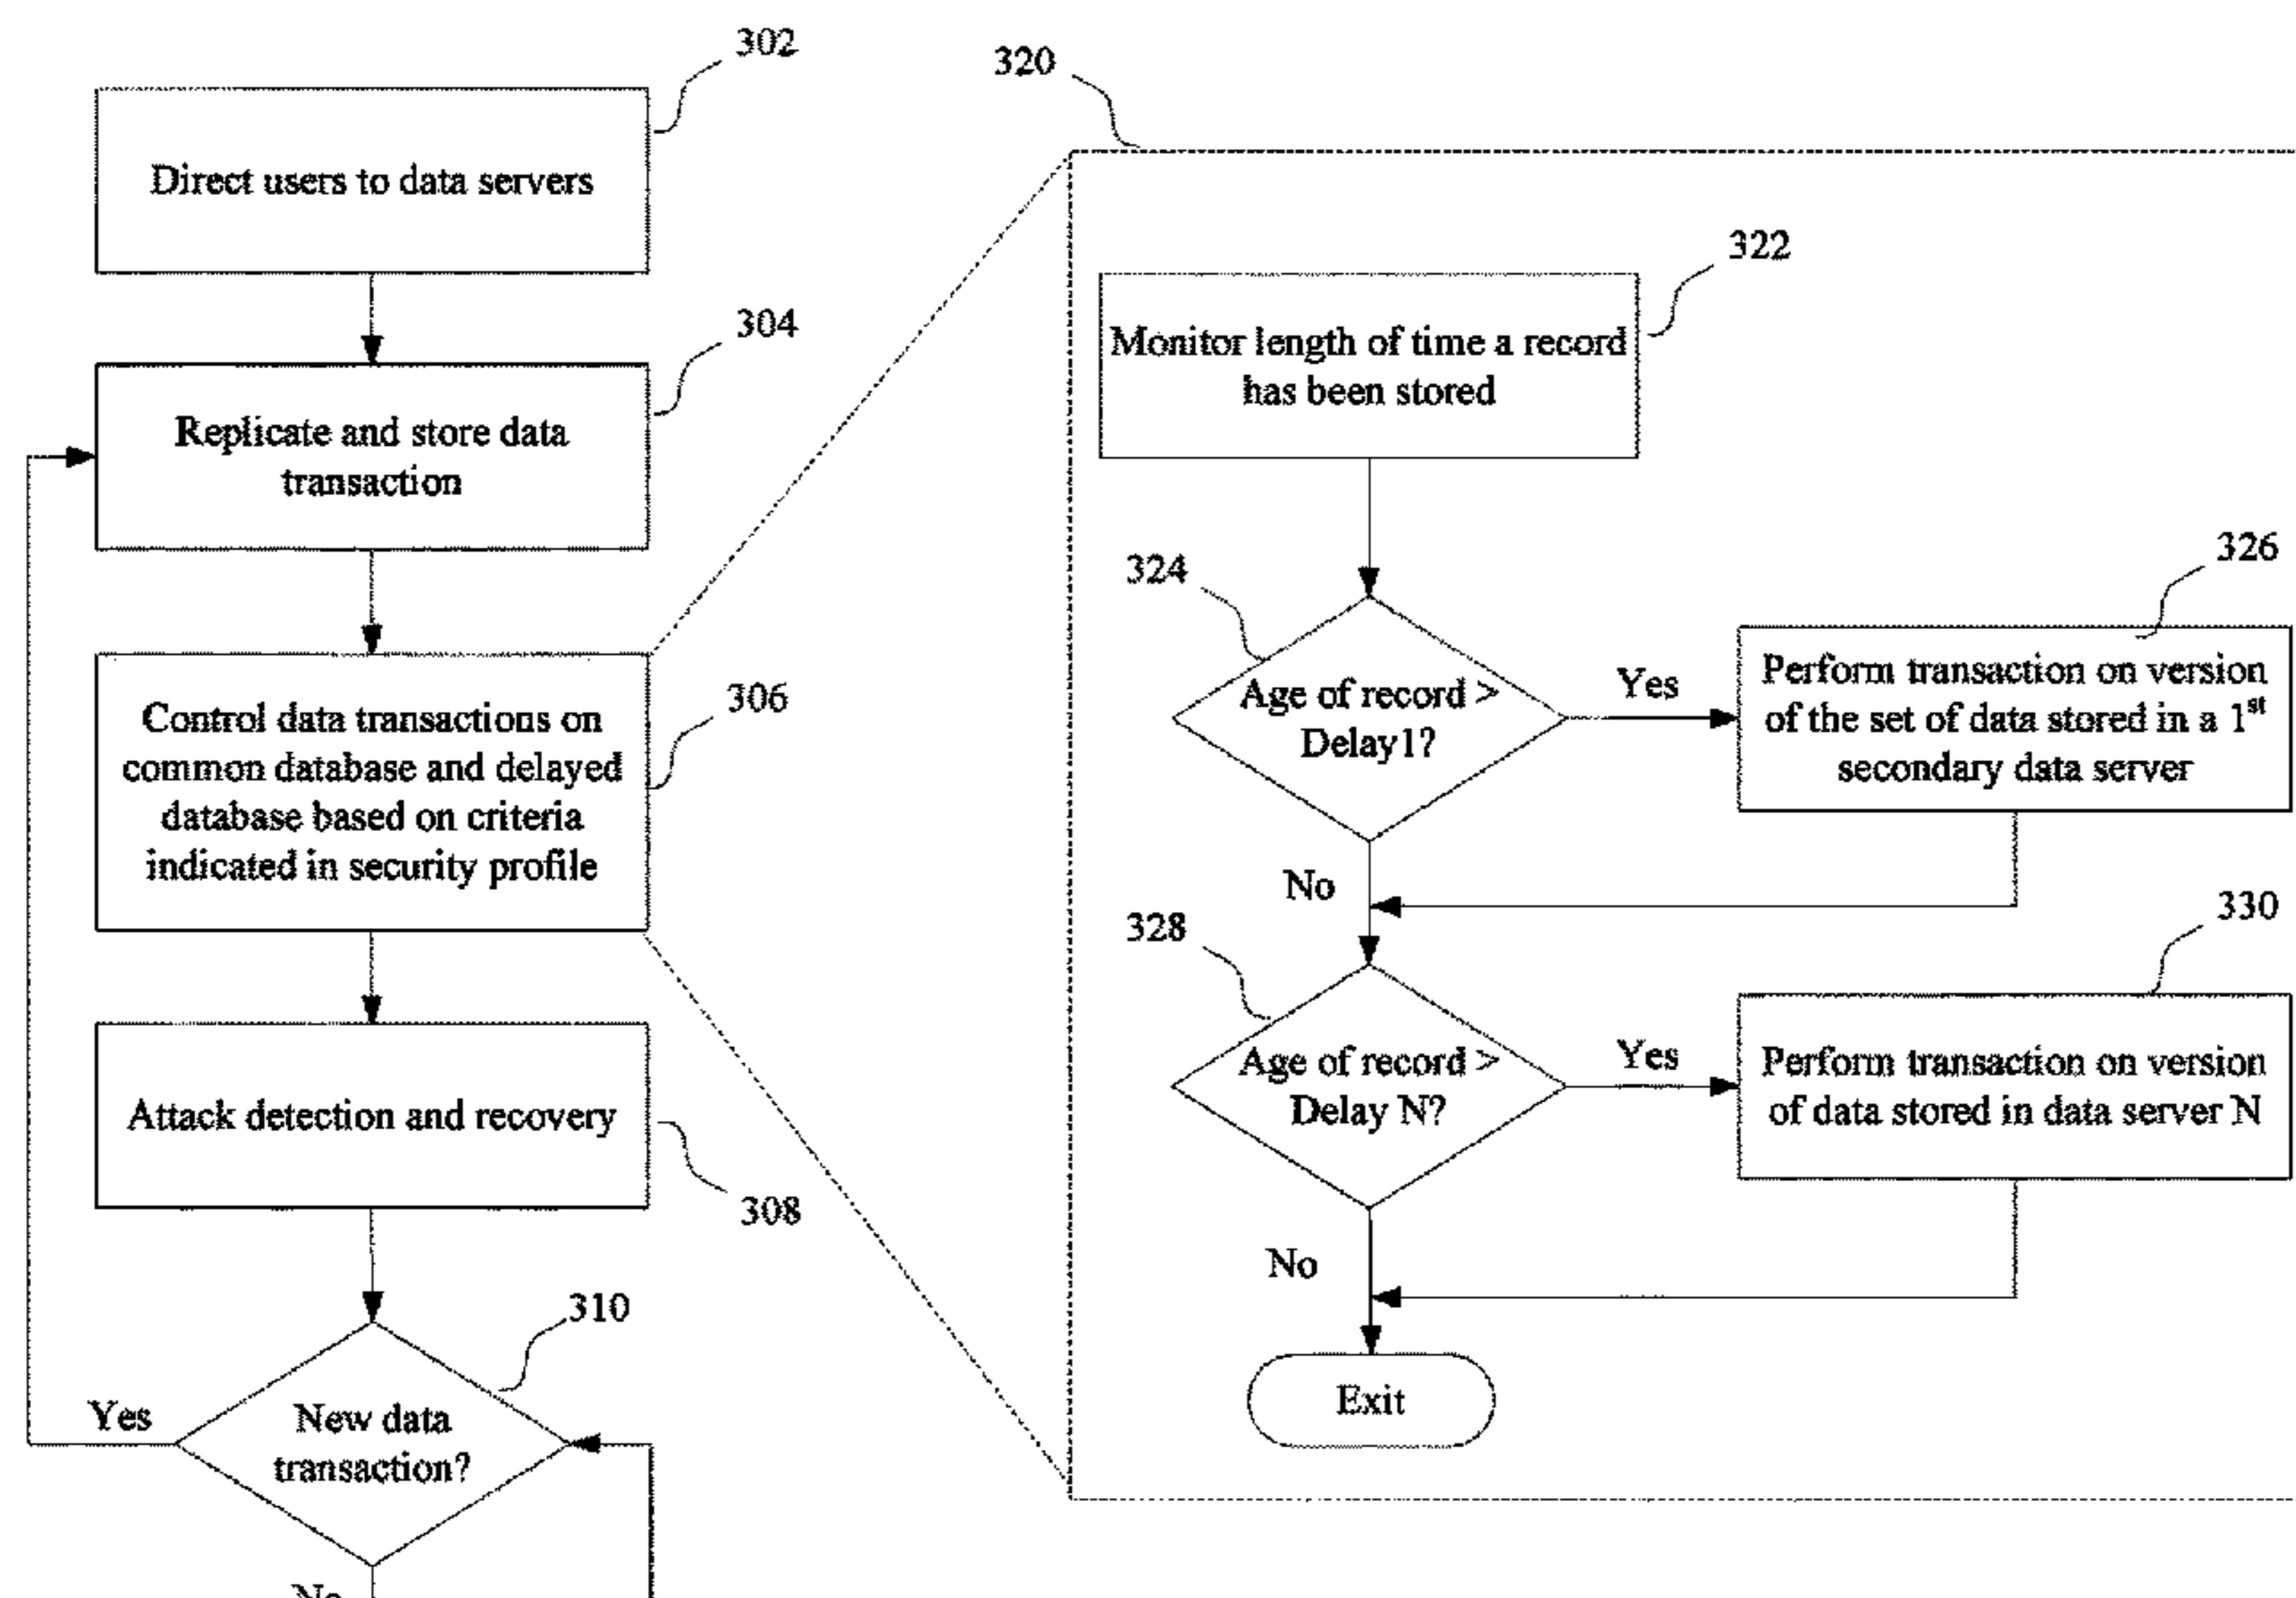 302
Direct users to data servers
304
Replicate and store data
transaction
306
Control data transactions on
common database and delayed
database based on criteria
indicated in security profile
Attack detection and recovery
308
310
New data
transaction?
Yes
No
320
322
Monitor length of time a record
has been stored
324
Age of record >
Delay1?
Yes
326
Perform transaction on version
of the set of data stored in a 1st
secondary data server
No
328
Age of record >
Delay N?
Yes
330
Perform transaction on version
of data stored in data server N
No
Exit